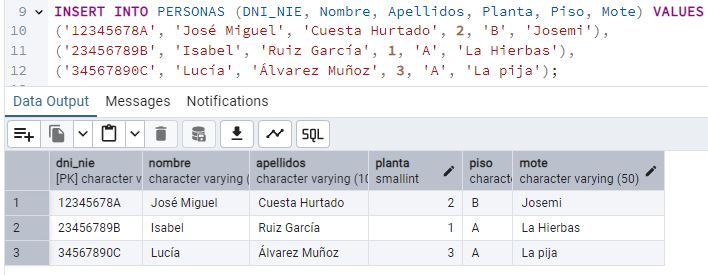 9 INSERT INTO PERSONAS (DNI_NIE, Nombre, Apellidos, Planta, Piso, Mote) VALUES
10 ('12345678A', 'José Miguel', 'Cuesta Hurtado', 2, 'B', 'Josemi'),
11 ('23456789B', 'Isabel', 'Ruiz García', 1, 'A', 'La Hierbas'),
12 ('34567890C', 'Lucía', 'Álvarez Muñoz', 3, 'A', 'La pija');
Data Output Messages Notifications
SQL
dni_nie nombre apellidos planta piso mote
[PK] character v character varying ( character varying (10 smallint characte character varying (50)
1 12345678A José Miguel Cuesta Hurtado 2 B Josemi
2 23456789B Isabel Ruiz García 1 A La Hierbas
3 34567890C Lucía Álvarez Muñoz 3 A La pija